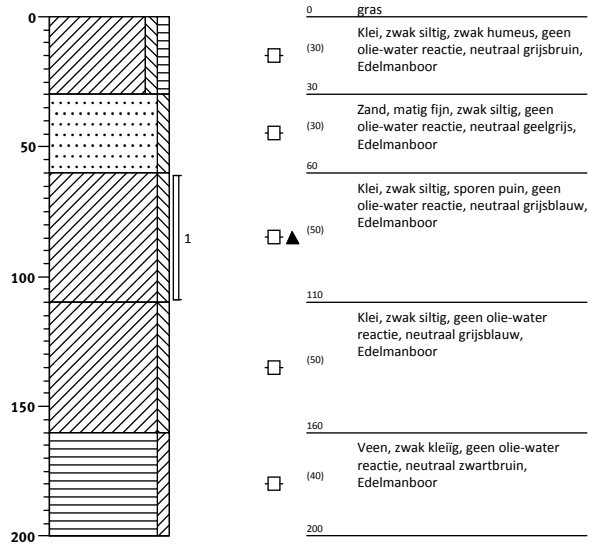 0
50
100
150
200
1
0 gras
(30)
Klei, zwak siltig, zwak humeus, geen
olie-water reactie, neutraal grijsbruin,
Edelmanboor
30
(30)
Zand, matig fijn, zwak siltig, geen
olie-water reactie, neutraal geelgrijs,
Edelmanboor
60
(50)
Klei, zwak siltig, sporen puin, geen
olie-water reactie, neutraal grijsblauw,
Edelmanboor
110
(50)
Klei, zwak siltig, geen olie-water
reactie, neutraal grijsblauw,
Edelmanboor
160
(40)
Veen, zwak kleiïg, geen olie-water
reactie, neutraal zwartbruin,
Edelmanboor
200